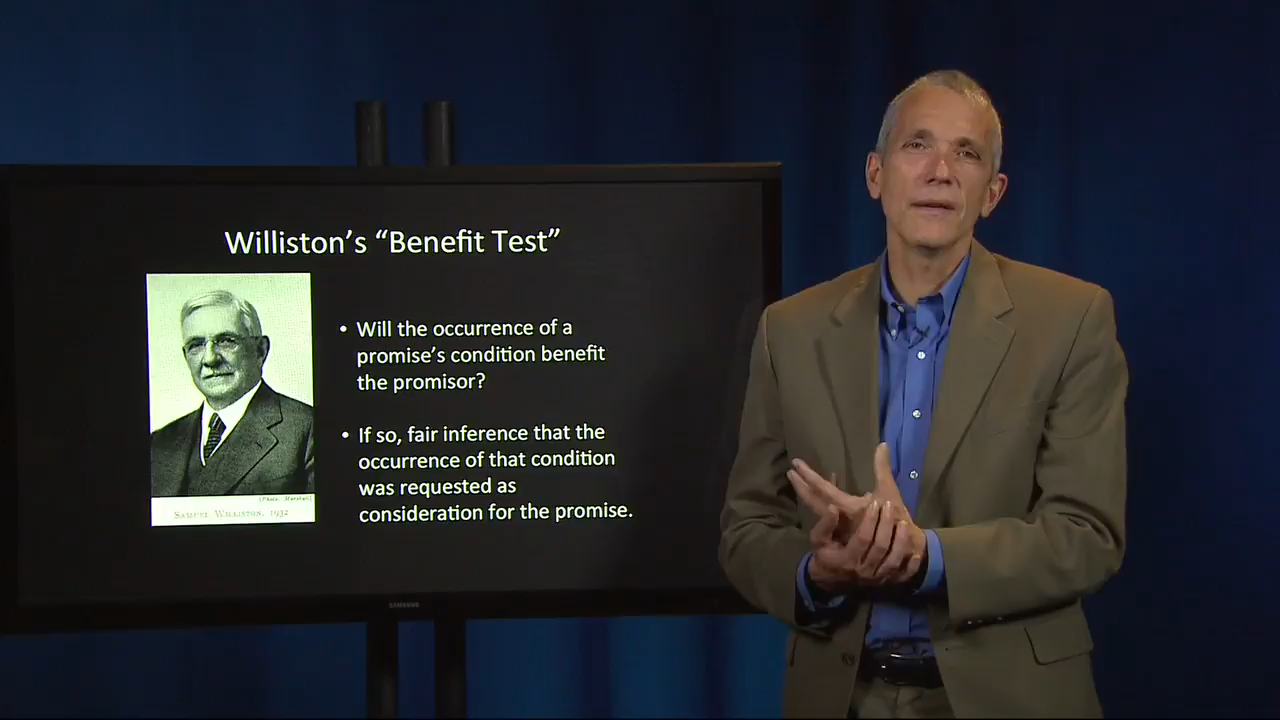 Williston's “Benefit Test”
• Will the occurrence of a
promise's condition benefit
the promisor?
• If so, fair inference that the
occurrence of that condition
was requested as
consideration for the promise.
[Photo, Marshall]
SAMUEL WILLISTON, 1932
SAMSUNG